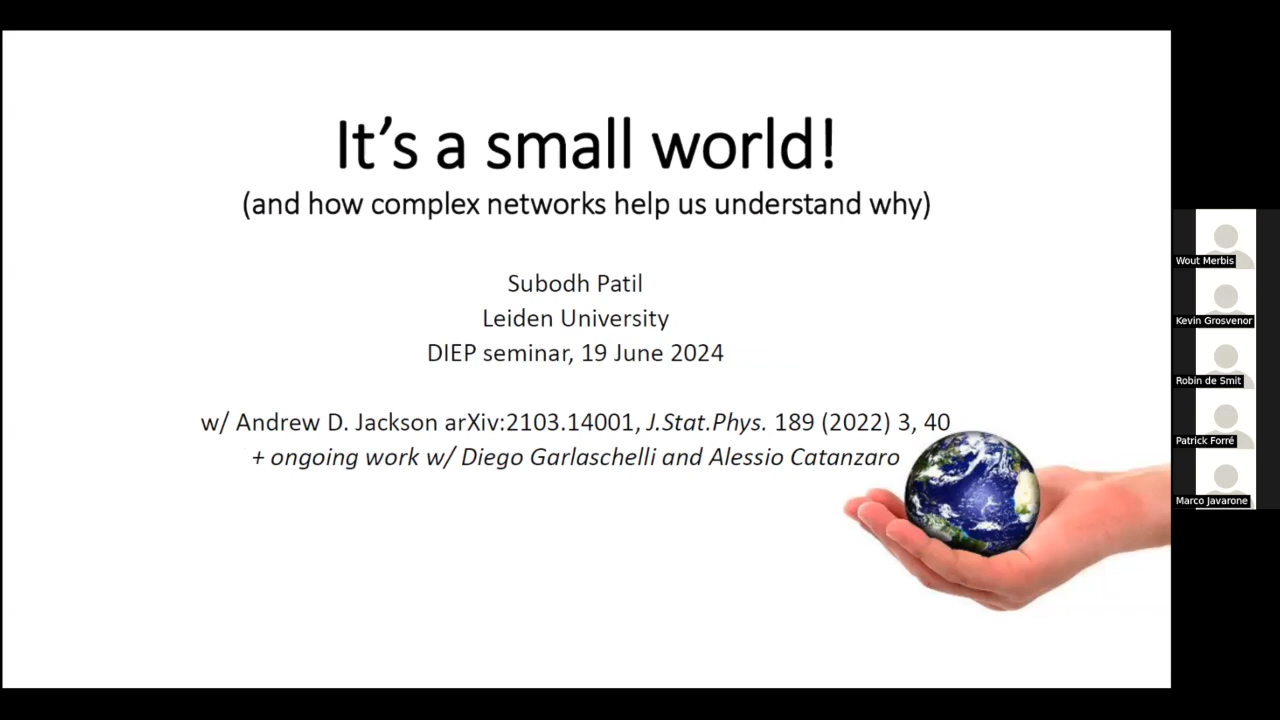 It's a small world!
(and how complex networks help us understand why)
Subodh Patil
Leiden University
DIEP seminar, 19 June 2024
w/ Andrew D. Jackson arXiv:2103.14001, J.Stat.Phys. 189 (2022) 3, 40
+ ongoing work w/ Diego Garlaschelli and Alessio Catanzaro
Wout Merbis
Kevin Grosvenor
Robin de Smit
Patrick Forré
Marco Javarone